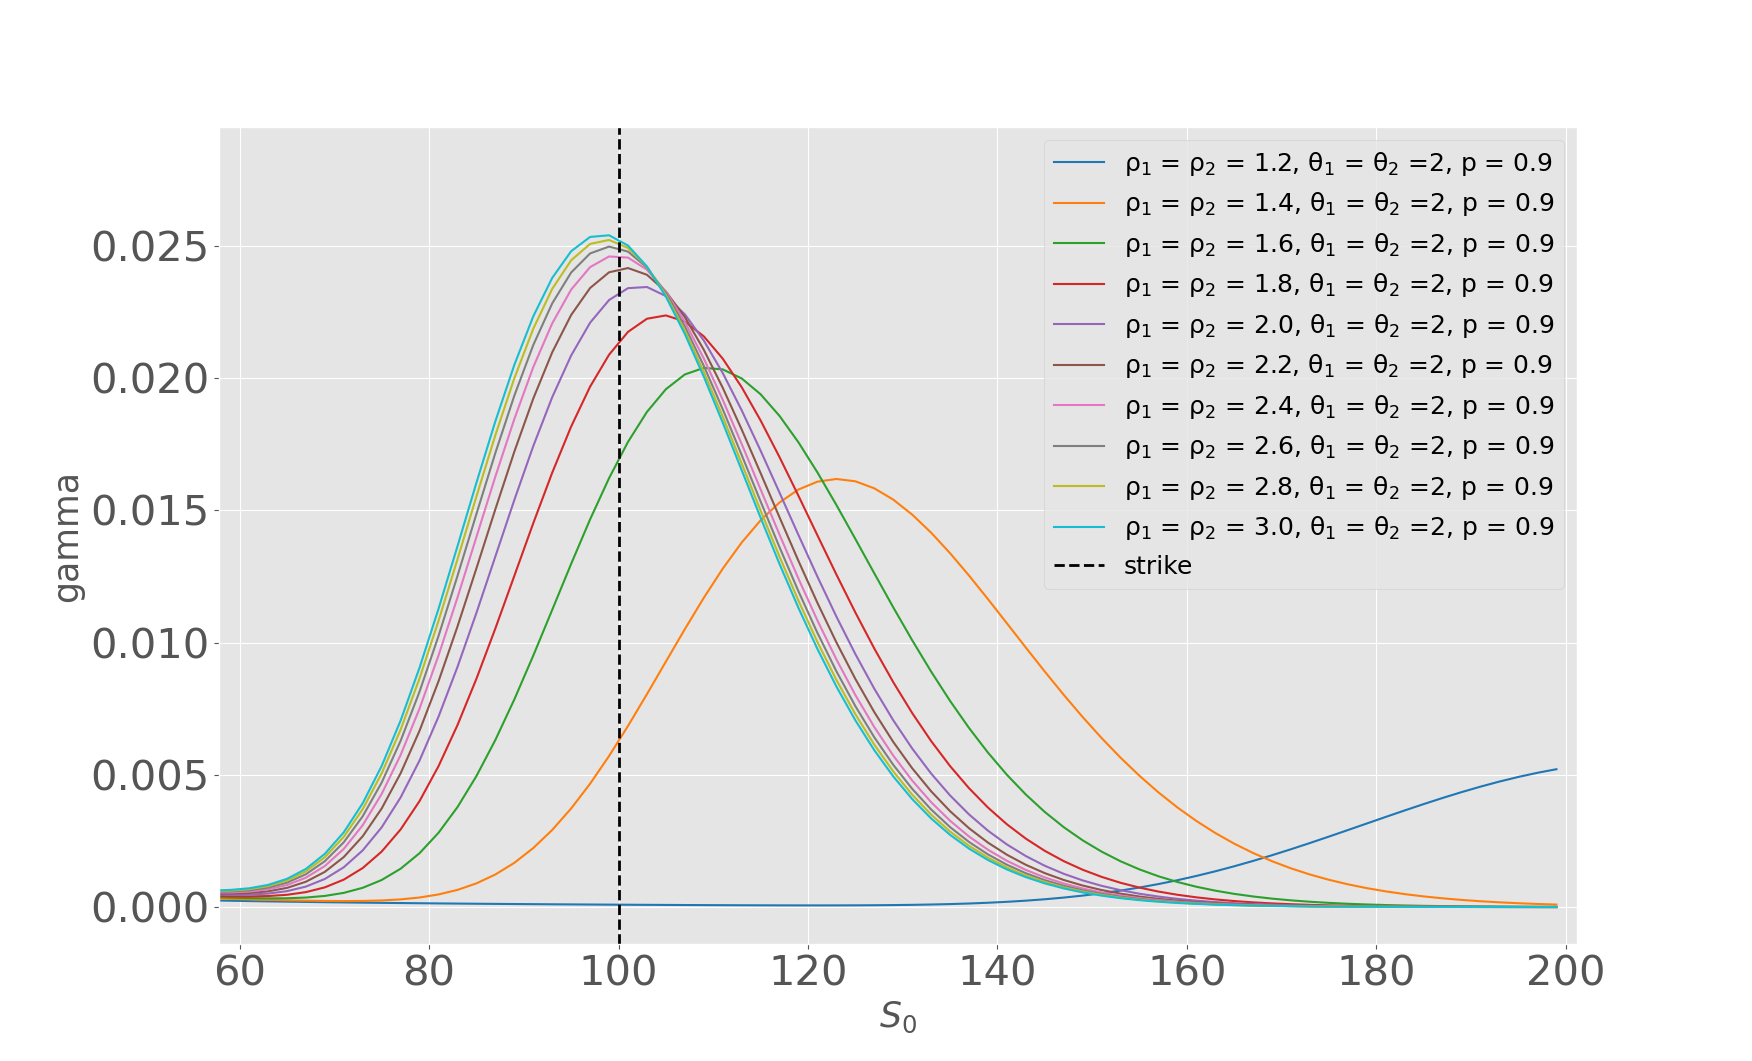 0.025
0.020
0.015
0.010
0.005
0.000
gamma
60 80 100 120 140 160 180 200
S₀
ρ₁ = ρ₂ = 1.2, θ₁ = θ₂ =2, p = 0.9
ρ₁ = ρ₂ = 1.4, θ₁ = θ₂ =2, p = 0.9
ρ₁ = ρ₂ = 1.6, θ₁ = θ₂ =2, p = 0.9
ρ₁ = ρ₂ = 1.8, θ₁ = θ₂ =2, p = 0.9
ρ₁ = ρ₂ = 2.0, θ₁ = θ₂ =2, p = 0.9
ρ₁ = ρ₂ = 2.2, θ₁ = θ₂ =2, p = 0.9
ρ₁ = ρ₂ = 2.4, θ₁ = θ₂ =2, p = 0.9
ρ₁ = ρ₂ = 2.6, θ₁ = θ₂ =2, p = 0.9
ρ₁ = ρ₂ = 2.8, θ₁ = θ₂ =2, p = 0.9
ρ₁ = ρ₂ = 3.0, θ₁ = θ₂ =2, p = 0.9
strike